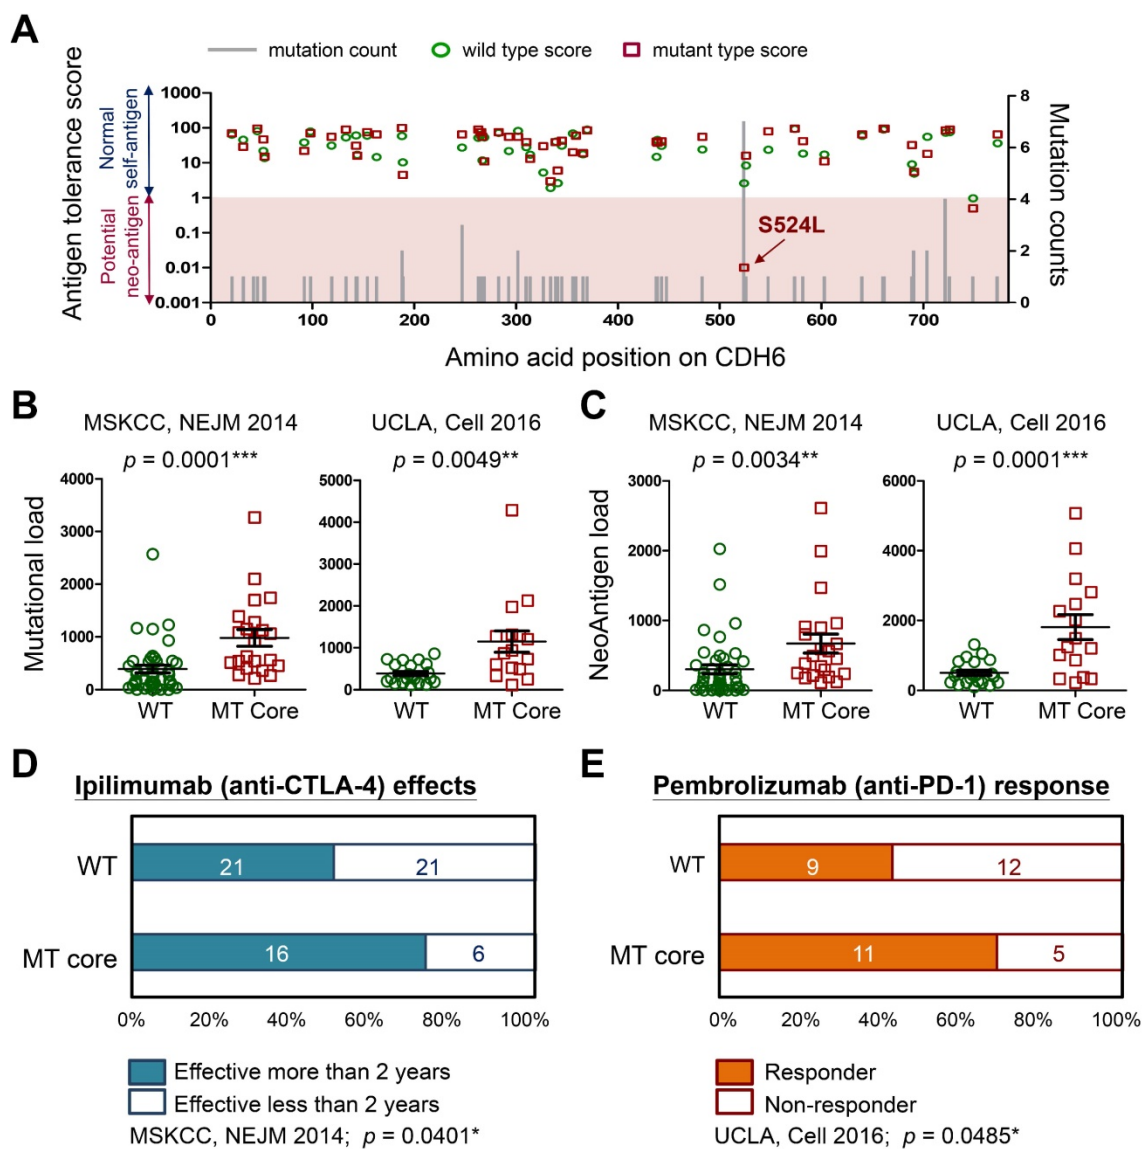 A
mutation count
wild type score
mutant type score
Antigen tolerance score
Normal
self-antigen
Potential
neo-antigen
1000
100
10
1
0.1
0.01
0.001
S524L
8
6
4
2
0
Mutation counts
0
100
200
300
400
500
600
700
Amino acid position on CDH6
B
MSKCC, NEJM 2014
p = 0.0001***
Mutational load
4000
3000
2000
1000
0
WT
MT Core
UCLA, Cell 2016
p = 0.0049**
5000
4000
3000
2000
1000
0
WT
MT Core
C
MSKCC, NEJM 2014
p = 0.0034**
NeoAntigen load
3000
2000
1000
0
WT
MT Core
UCLA, Cell 2016
p = 0.0001***
6000
4000
2000
0
WT
MT Core
D
Ipilimumab (anti-CTLA-4) effects
WT
21
21
MT core
16
6
0%
20%
40%
60%
80%
100%
Effective more than 2 years
Effective less than 2 years
MSKCC, NEJM 2014; p = 0.0401*
E
Pembrolizumab (anti-PD-1) response
WT
9
12
MT core
11
5
0%
20%
40%
60%
80%
100%
Responder
Non-responder
UCLA, Cell 2016; p = 0.0485*